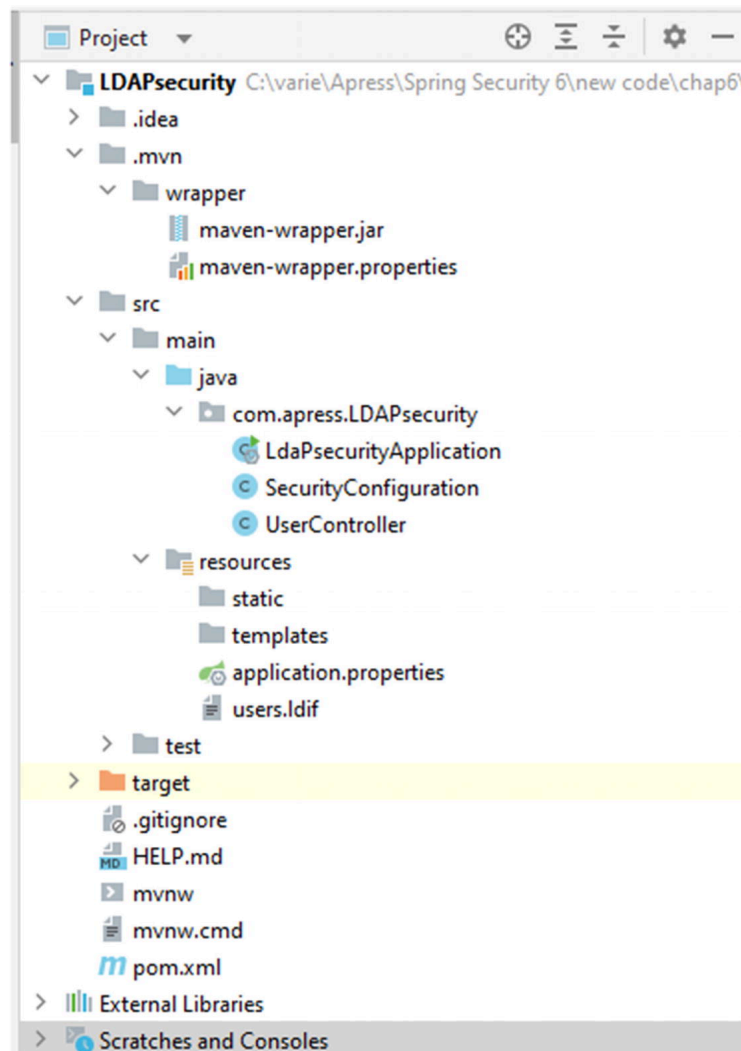 Project
LDAPsecurity C:\varie\Apress\Spring Security 6\new code\chap6\
.idea
.mvn
wrapper
maven-wrapper.jar
maven-wrapper.properties
src
main
java
com.apress.LDAPsecurity
C LdaPsecurityApplication
C SecurityConfiguration
C UserController
resources
static
templates
application.properties
users.ldif
test
target
.gitignore
MD HELP.md
mvnw
mvnw.cmd
m pom.xml
External Libraries
Scratches and Consoles